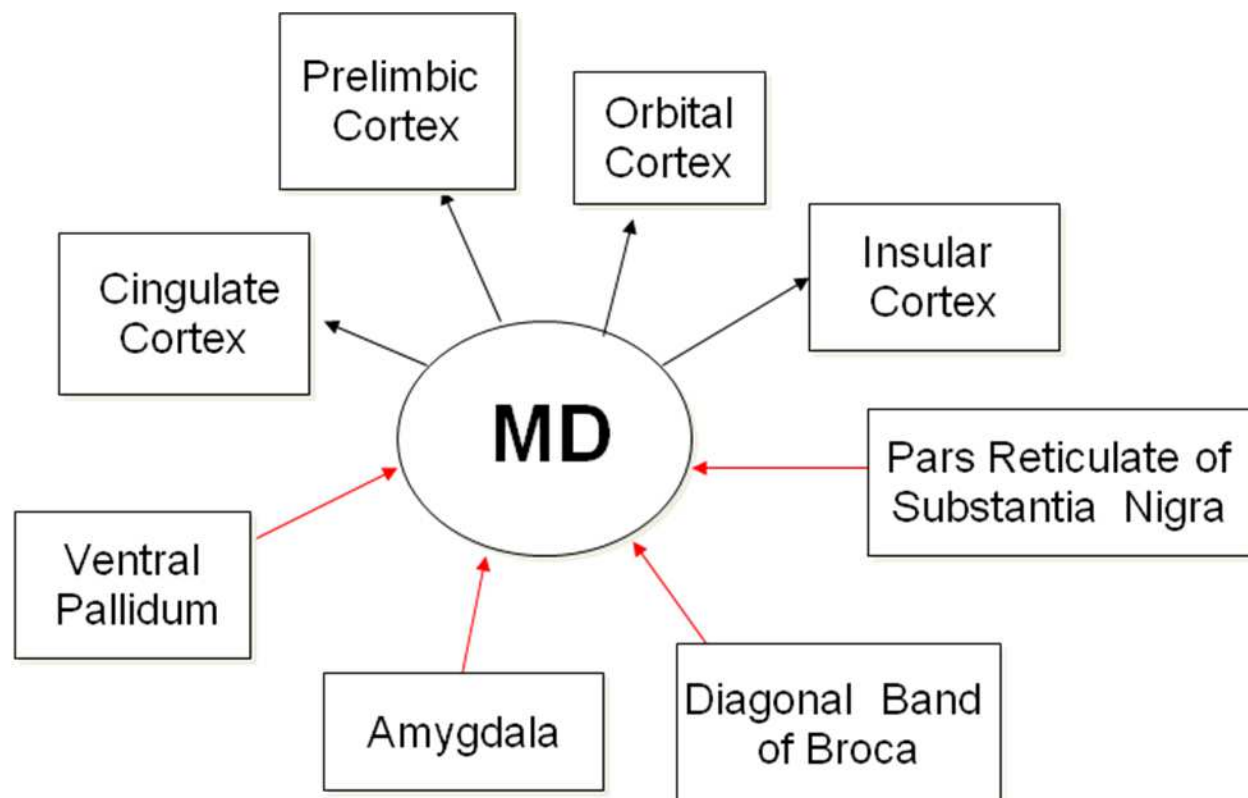 Prelimbic
Cortex
Orbital
Cortex
Insular
Cortex
Cingulate
Cortex
MD
Pars Reticulate of
Substantia Nigra
Ventral
Pallidum
Amygdala
Diagonal Band
of Broca